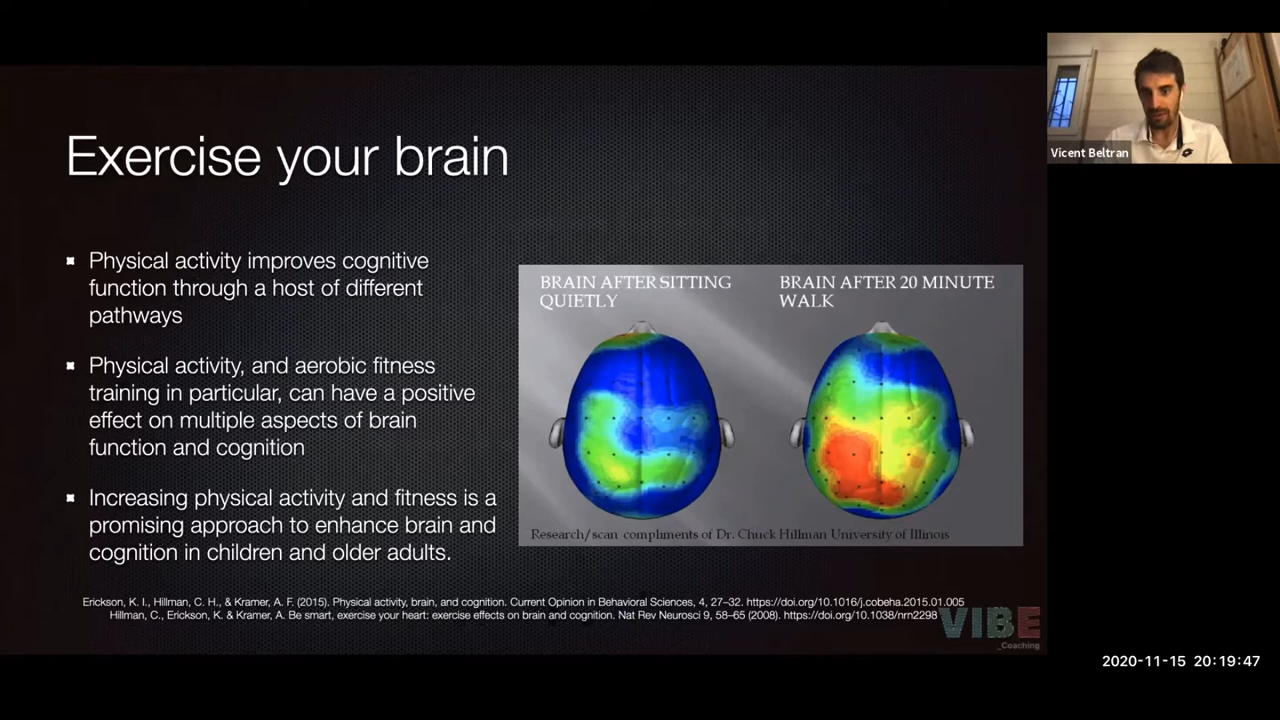 Exercise your brain
Physical activity improves cognitive
function through a host of different
pathways
Physical activity, and aerobic fitness
training in particular, can have a positive
effect on multiple aspects of brain
function and cognition
Increasing physical activity and fitness is a
promising approach to enhance brain and
cognition in children and older adults.
BRAIN AFTER SITTING
QUIETLY
BRAIN AFTER 20 MINUTE
WALK
Research/scan compliments of Dr. Chuck Hillman University of Illinois
Erickson, K. I., Hillman, C. H., & Kramer, A. F. (2015). Physical activity, brain, and cognition. Current Opinion in Behavioral Sciences, 4, 27–32. https://doi.org/10.1016/j.cobeha.2015.01.005
Hillman, C., Erickson, K. & Kramer, A. Be smart, exercise your heart: exercise effects on brain and cognition. Nat Rev Neurosci 9, 58–65 (2008). https://doi.org/10.1038/nrn2298
VIBE
_Coaching
Vicent Beltran
2020-11-15 20:19:47